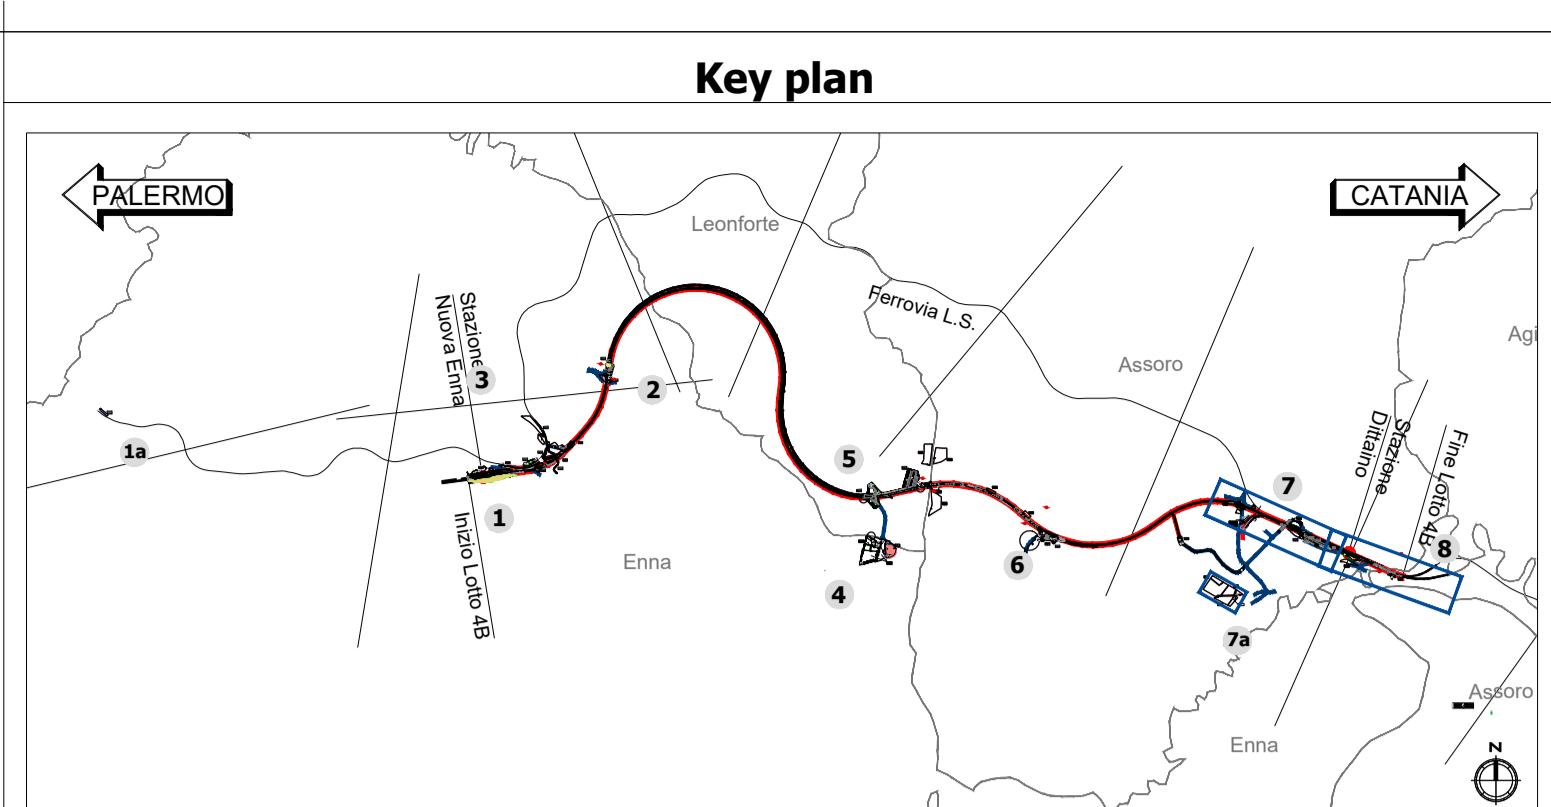 Key plan
PALERMO
CATANIA
Leonforte
Stazione
Nuova Enna
Ferrovia L.S.
Agi
3
Assoro
2
1a
5
Stazione
Dittaino
Fine Lotto 4B
7
1
Inizio Lotto 4B
8
Enna
6
4
7a
Assoro
Enna
N